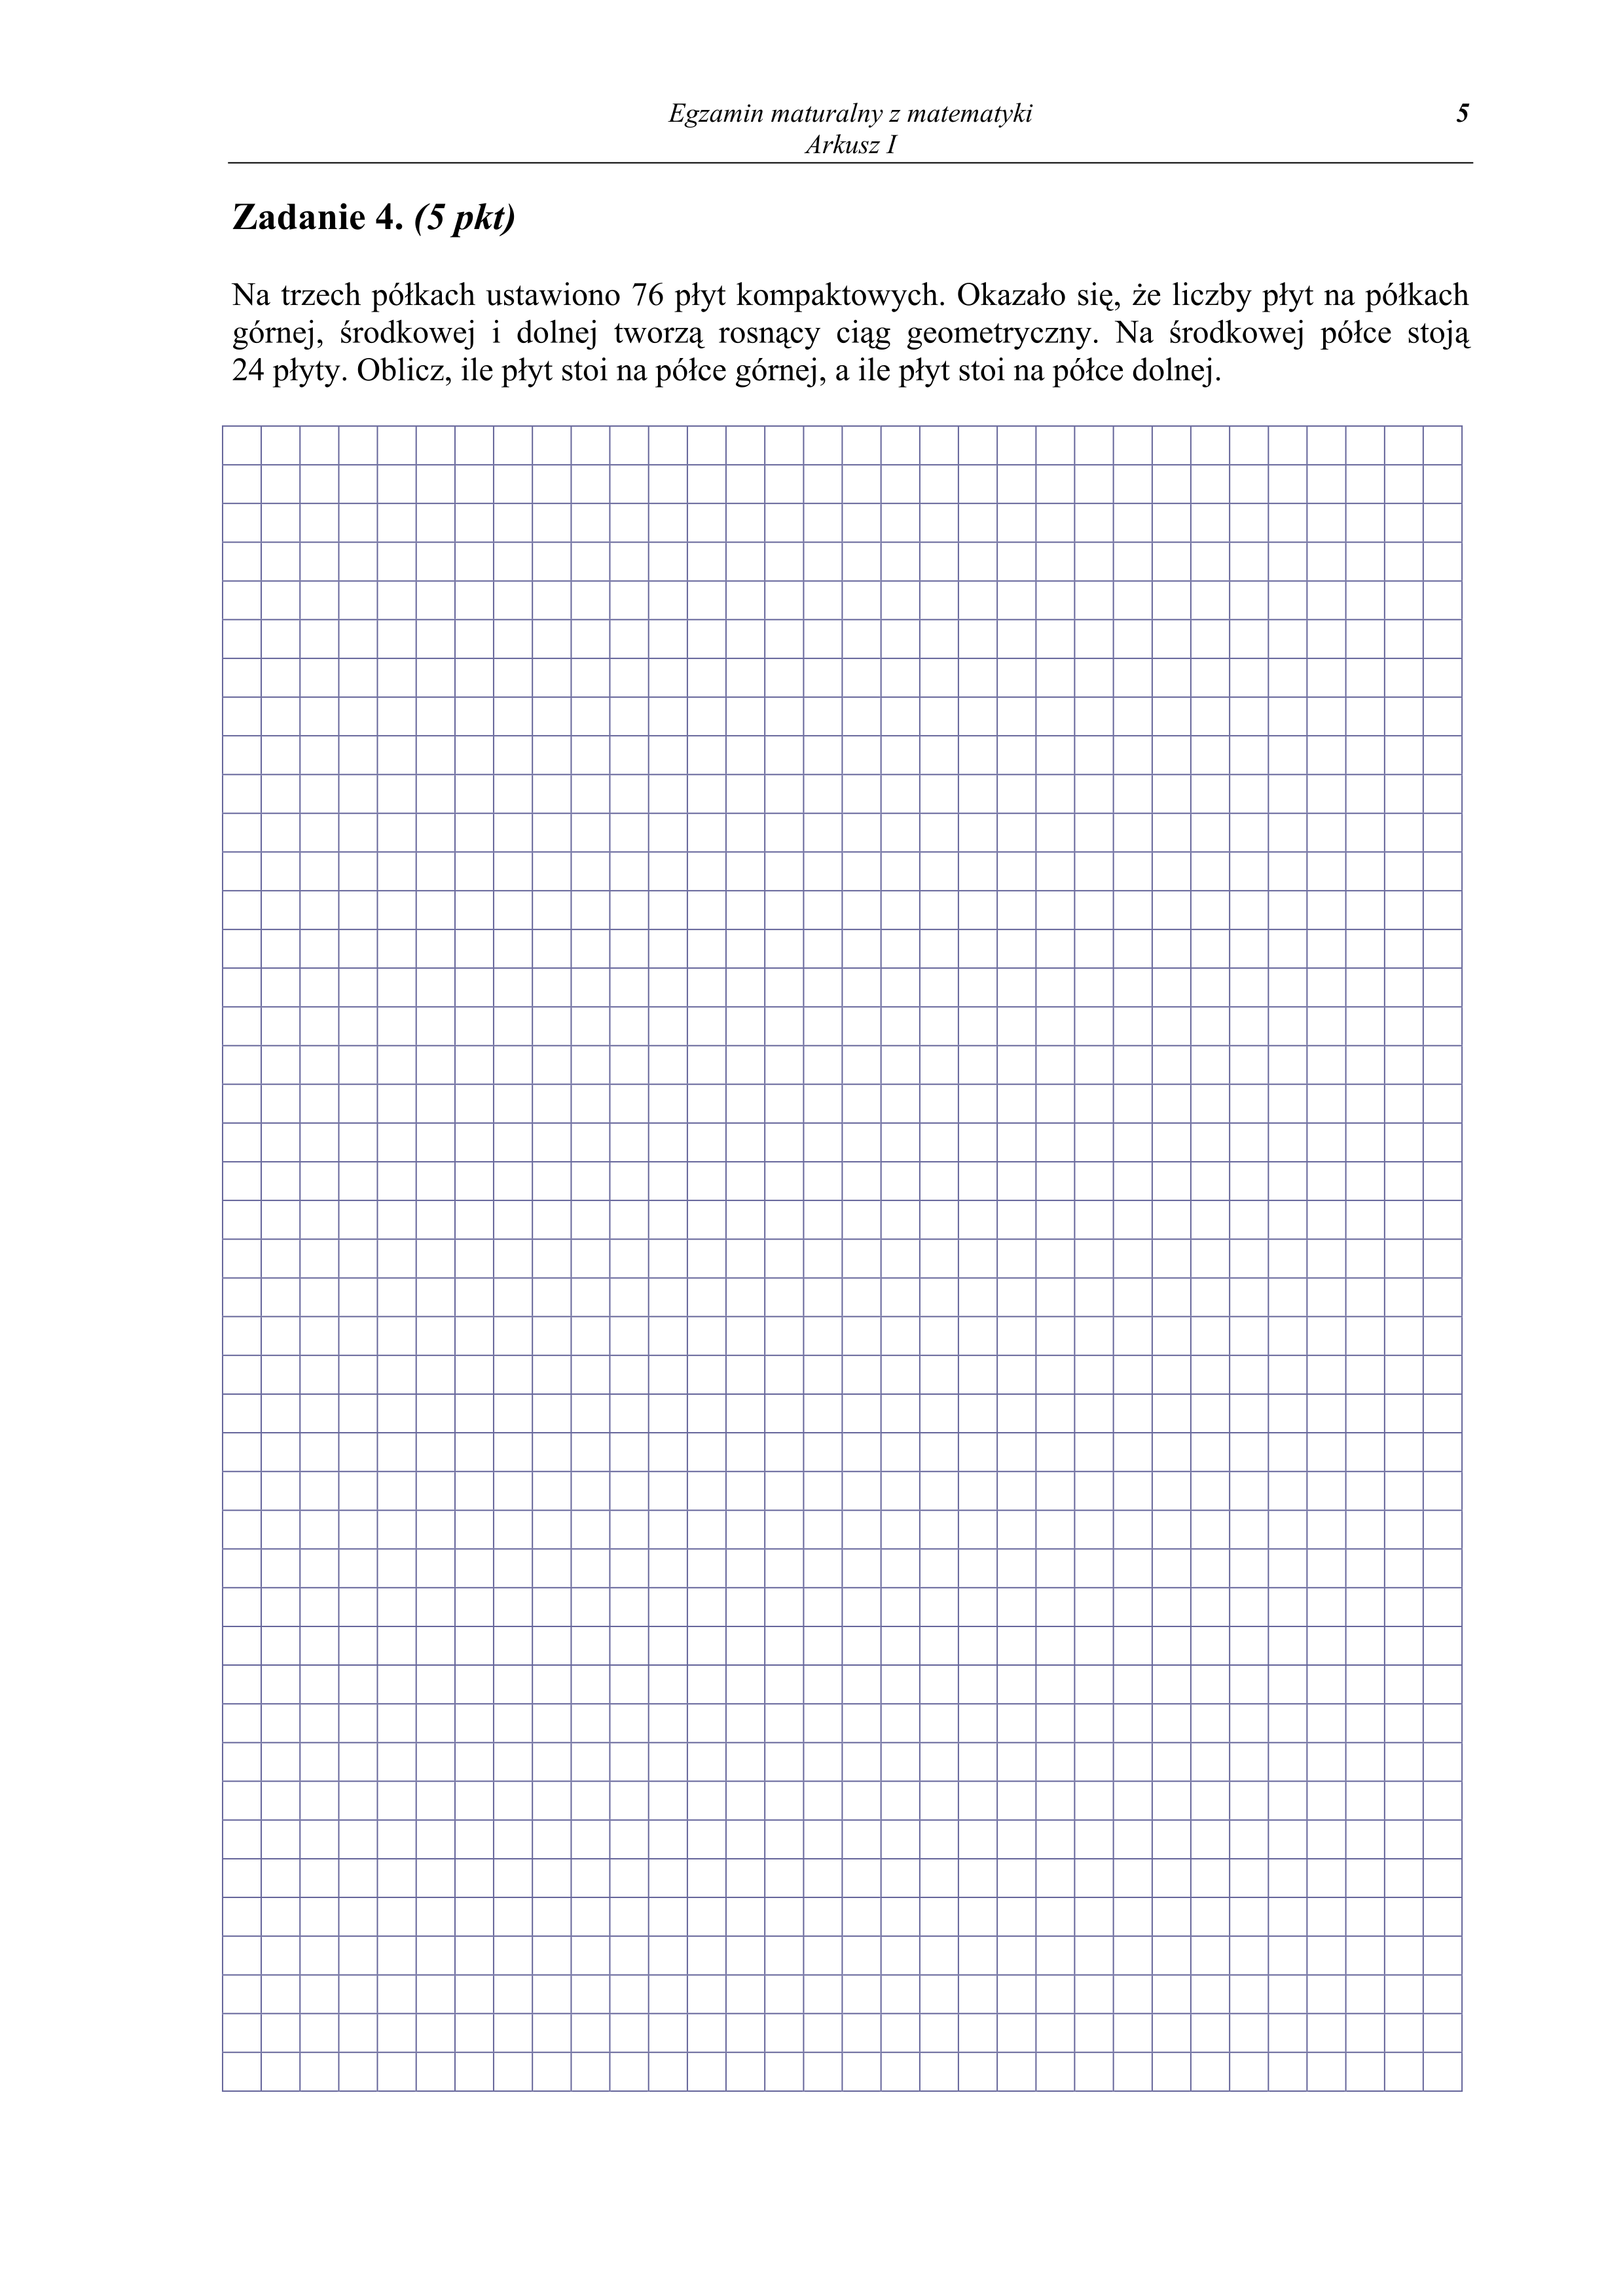 Egzamin maturalny z matematyki 5
Arkusz I
Zadanie 4. (5 pkt)
Na trzech półkach ustawiono 76 płyt kompaktowych. Okazało się, że liczby płyt na półkach
górnej, środkowej i dolnej tworzą rosnący ciąg geometryczny. Na środkowej półce stoją
24 płyty. Oblicz, ile płyt stoi na półce górnej, a ile płyt stoi na półce dolnej.